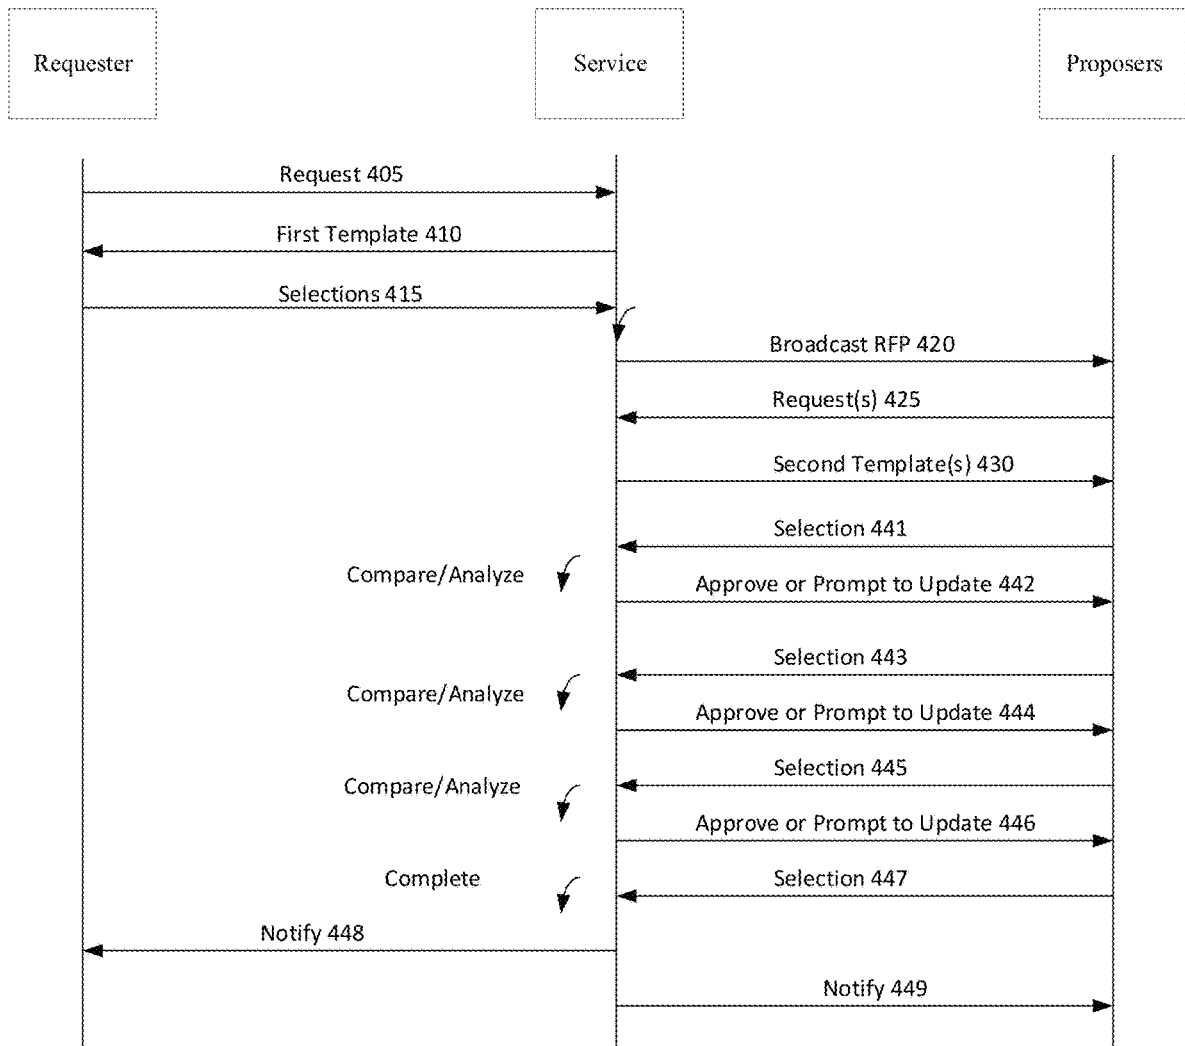 Requester
Service
Proposers
Request 405
First Template 410
Selections 415
Broadcast RFP 420
Request(s) 425
Second Template(s) 430
Selection 441
Compare/Analyze
Approve or Prompt to Update 442
Selection 443
Compare/Analyze
Approve or Prompt to Update 444
Selection 445
Compare/Analyze
Approve or Prompt to Update 446
Complete
Selection 447
Notify 448
Notify 449